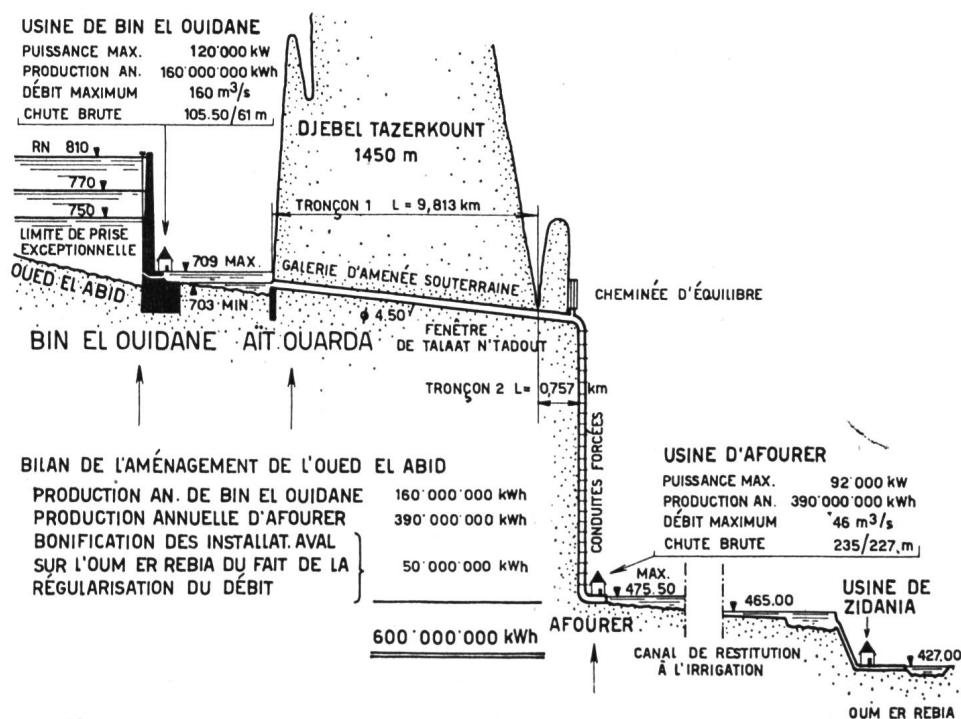 USINE DE BIN EL OUIDANE
PUISSANCE MAX. 120'000 kW
PRODUCTION AN. 160'000'000 kWh
DÉBIT MAXIMUM 160 m³/s
CHUTE BRUTE 105.50/61 m
DJEBEL TAZERKOUNT
1450 m
RN 810
770
750
LIMITE DE PRISE
EXCEPTIONNELLE
OUED EL ABID
TRONÇON 1 L = 9,813 km
709 MAX.
703 MIN
GALERIE D'AMENÉE SOUTERRAINE
ϕ 4.50
CHEMINÉE D'ÉQUILIBRE
FENÊTRE
DE TALAAT N'TADOUT
BIN EL OUIDANE AÏT OUARDA
TRONÇON 2 L = 0,757 km
CONDUITES FORCÉES
BILAN DE L'AMÉNAGEMENT DE L'OUED EL ABID
PRODUCTION AN. DE BIN EL OUIDANE 160'000'000 kWh
PRODUCTION ANNUELLE D'AFOURER 390'000'000 kWh
BONIFICATION DES INSTALLAT. AVAL
SUR L'OUM ER REBIA DU FAIT DE LA 50'000'000 kWh
RÉGULARISATION DU DÉBIT
600'000'000 kWh
USINE D'AFOURER
PUISSANCE MAX. 92'000 kW
PRODUCTION AN. 390'000'000 kWh
DÉBIT MAXIMUM 46 m³/s
CHUTE BRUTE 235/227, m
MAX.
475.50
AFOURER
465.00
CANAL DE RESTITUTION
À L'IRRIGATION
USINE DE
ZIDANIA
427.00
OUM ER REBIA